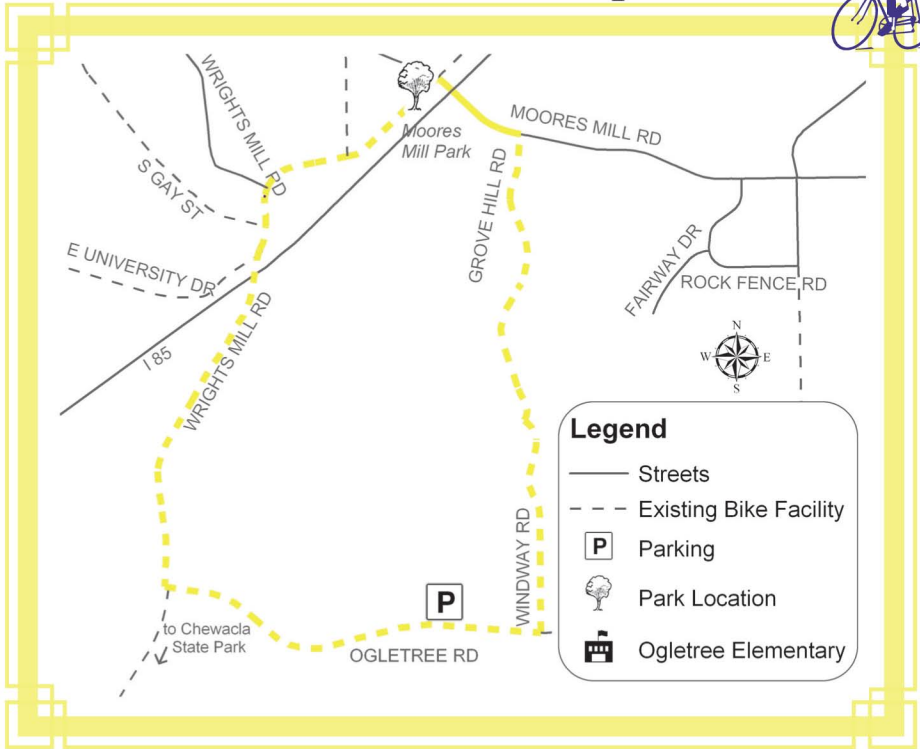 WRIGHTS MILL RD
Moores
Mill Park
MOORES MILL RD
S GAY ST
GROVE HILL RD
E UNIVERSITY DR
FAIRWAY DR
ROCK FENCE RD
I 85
WRIGHTS MILL RD
N
W E
S
Legend
Streets
Existing Bike Facility
P Parking
Park Location
Ogletree Elementary
WINDWAY RD
P
to Chewacla
State Park
OGLETREE RD